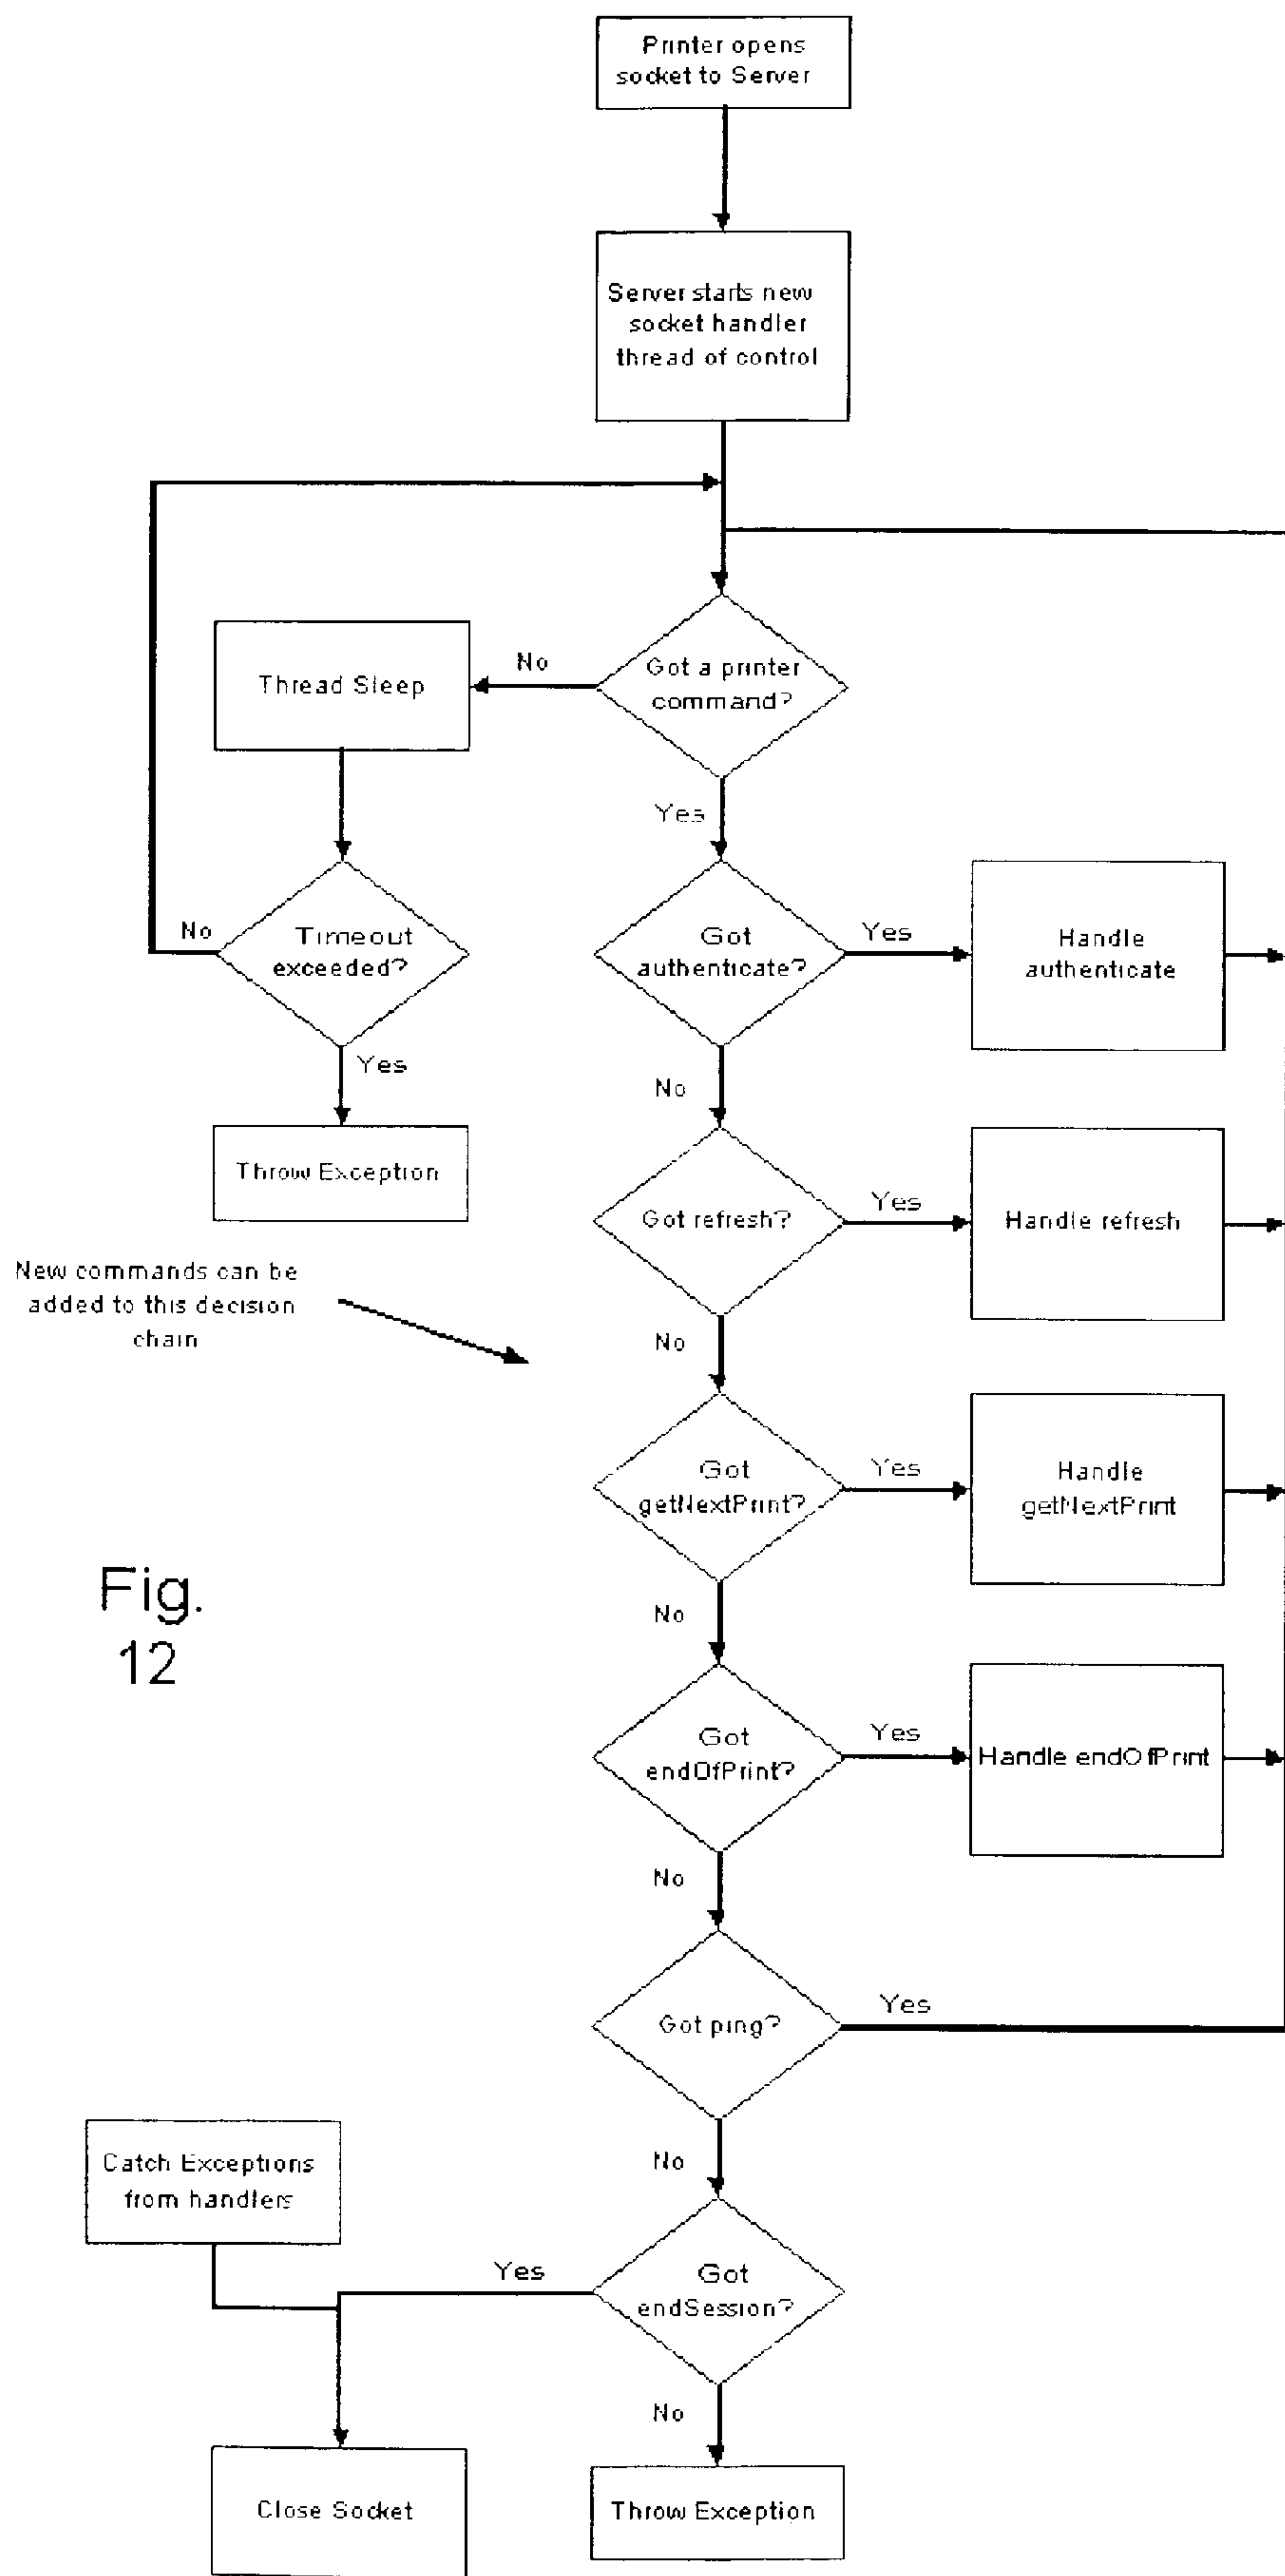 Printer opens
socket to Server
Server starts new
socket handler
thread of control
Got a printer
command?
No
Thread Sleep
Yes
Timeout
exceeded?
No
Yes
Throw Exception
Got
authenticate?
Yes
Handle
authenticate
No
Got refresh?
Yes
Handle refresh
New commands can be
added to this decision
chain
No
Got
getNextPrint?
Yes
Handle
getNextPrint
Fig.
12
No
Got
endOfPrint?
Yes
Handle endOfPrint
No
Got ping?
Yes
No
Catch Exceptions
from handlers
Got
endSession?
Yes
No
Close Socket
Throw Exception